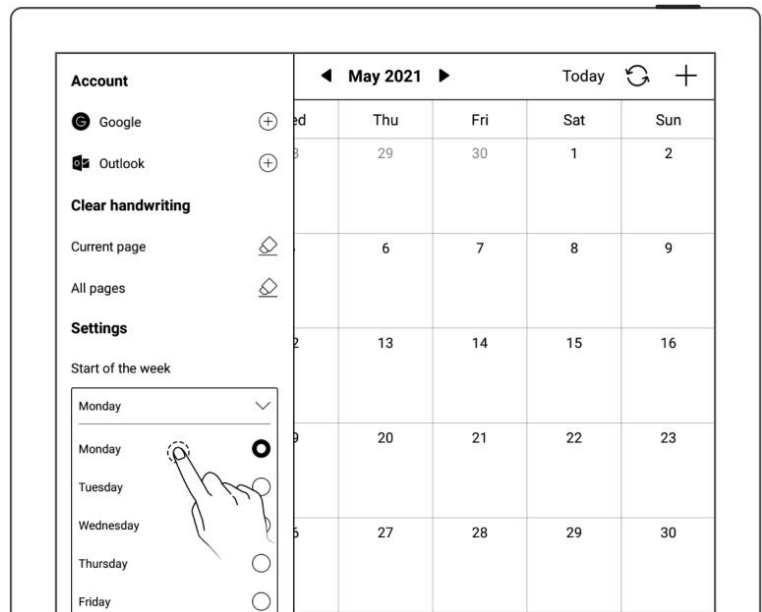 Account
Google
Outlook
Clear handwriting
Current page
All pages
Settings
Start of the week
Monday
Monday
Tuesday
Wednesday
Thursday
Friday
May 2021 Today
ed Thu Fri Sat Sun
29 30 1 2
6 7 8 9
13 14 15 16
20 21 22 23
27 28 29 30